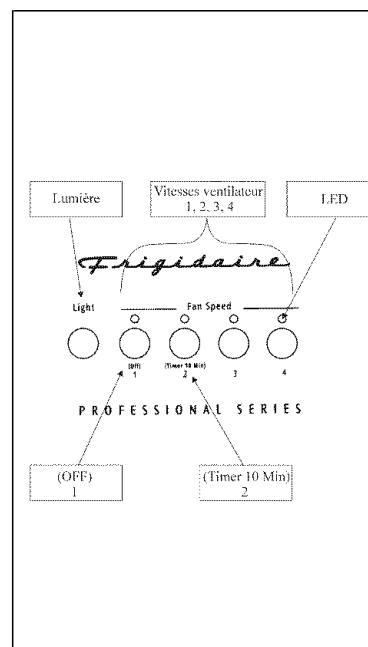 Lumière
Vitesses ventilateur
1, 2, 3, 4
LED
Frigidaire
Light
Fan Speed
(Off)
1
(Timer 10 Min)
2
3
4
PROFESSIONAL SERIES
(OFF)
1
(Timer 10 Min)
2